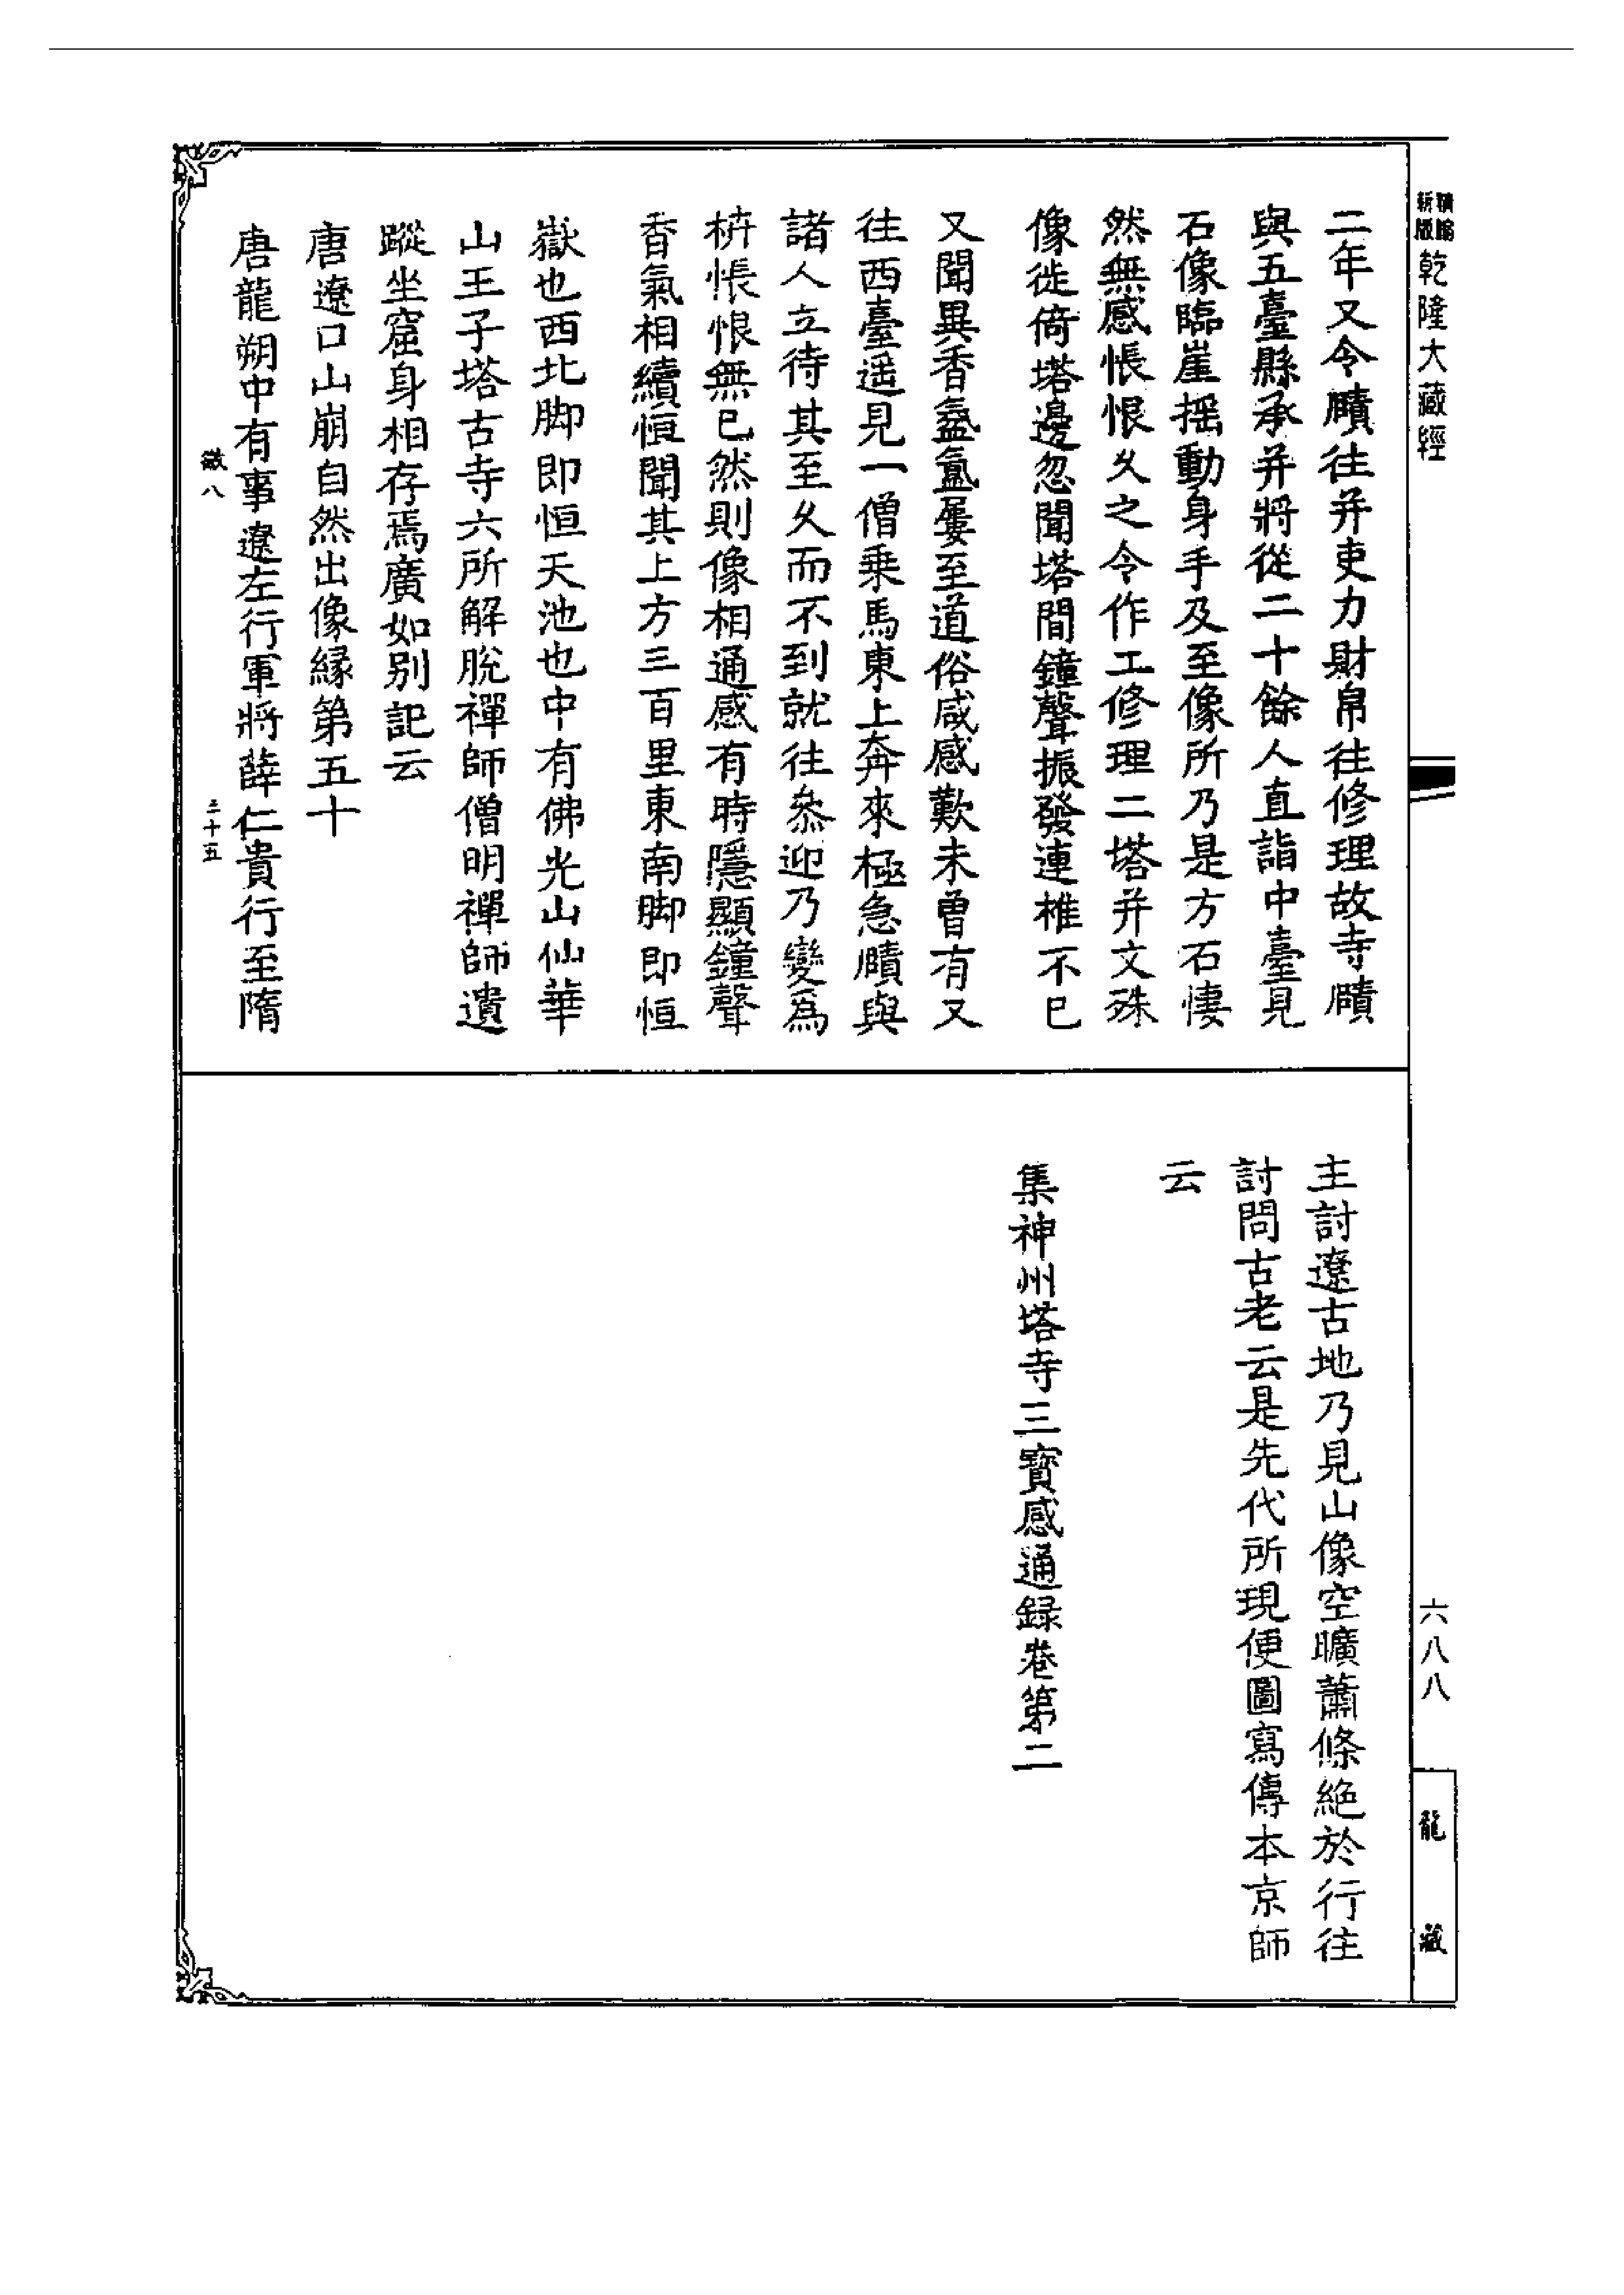 新版
精編
乾隆大藏經
六八八
龍藏
二年又令賾往并吏力財帛往修理故寺賾
與五臺縣承并將從二十餘人直詣中臺見
石像臨崖搖動身手及至像所乃是方石悽
然無感悵恨久之令作工修理二塔并文殊
像徙倚塔邊忽聞塔間鐘聲振發連椎不已
又聞異香氳氳屢至道俗咸感歎未曾有又
往西臺遥見一僧乗馬東上奔來極急賾與
諸人立待其至久而不到就往叅迎乃變為
枿悵恨無已然則像相通感有時隱顯鐘聲
香氣相續恒聞其上方三百里東南脚即恒
嶽也西北脚即恒天池也中有佛光山仙華
山王子塔古寺六所解脫禪師僧明禪師遺
蹤坐窟身相存焉廣如别記云
唐遼口山崩自然出像緣第五十
唐龍朔中有事遼左行軍將薛仁貴行至隋
㣲八
三十五
主討遼古地乃見山像空曠蕭條絶於行往
討問古老云是先代所現便圖寫傳本京師
云
集神州塔寺三寶感通録卷第二